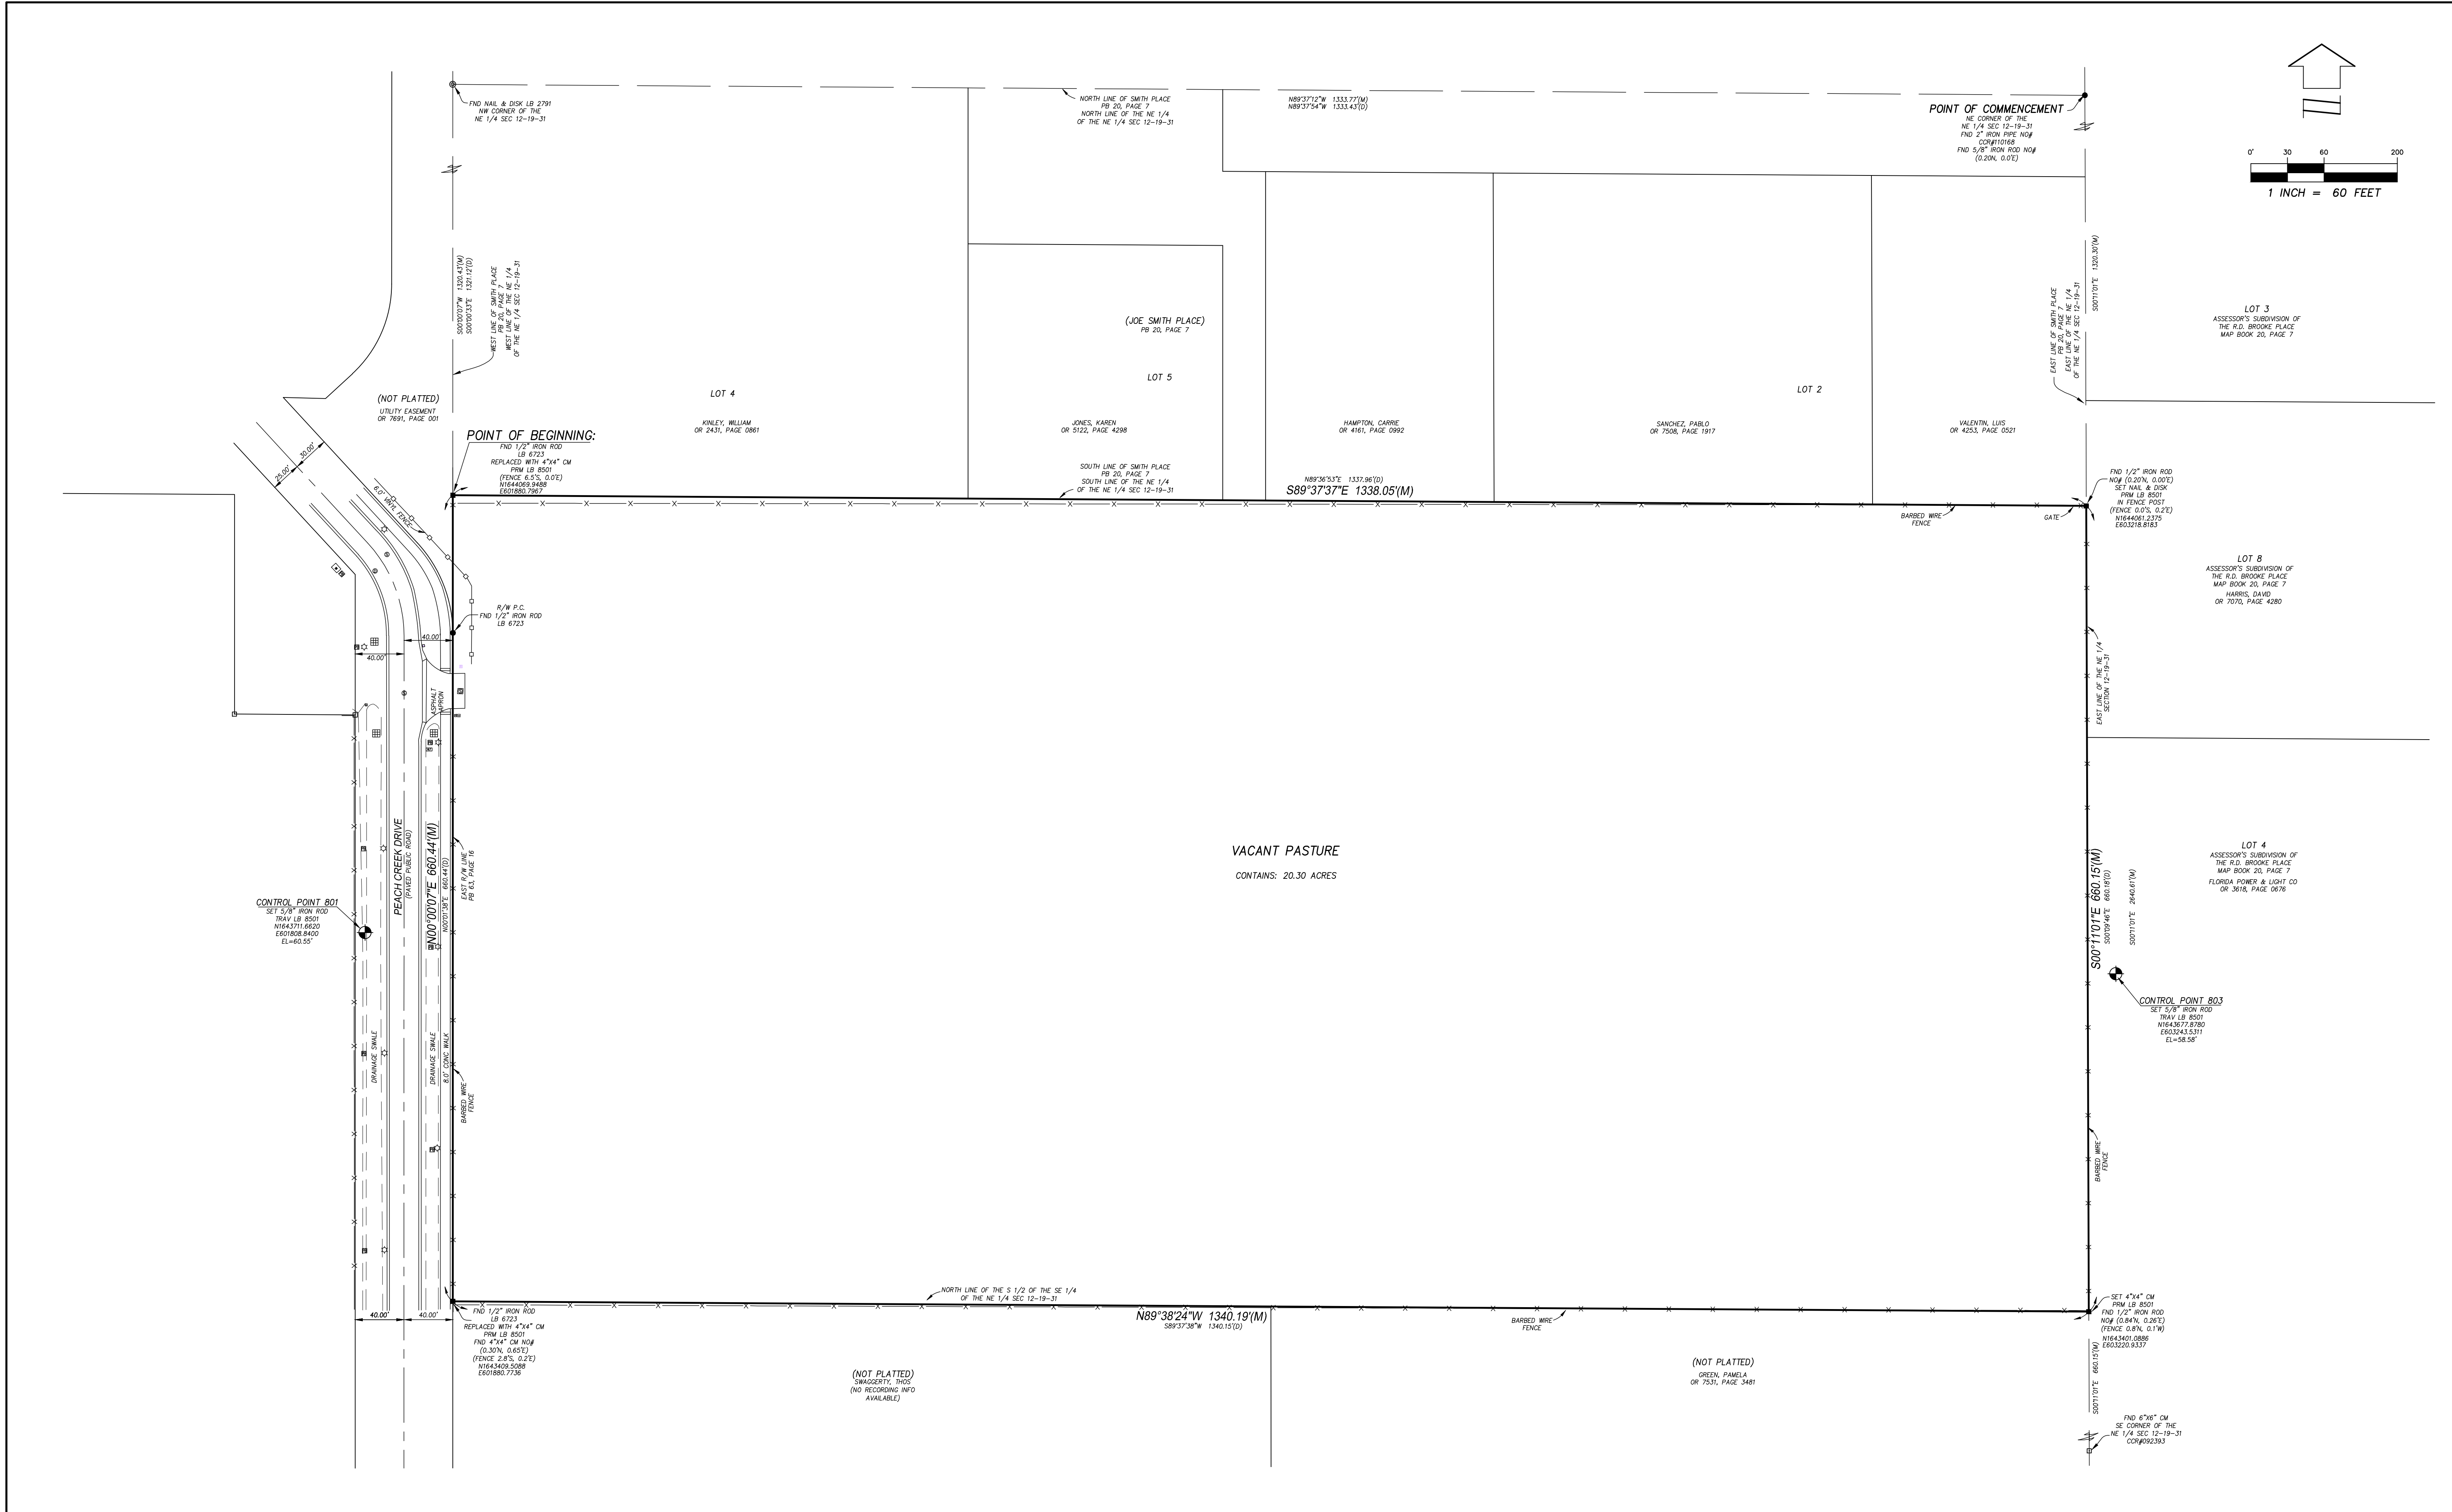 FND NAIL & DISK LB 2791
NW CORNER OF THE
NE 1/4 SEC 12-19-31
NORTH LINE OF SMITH PLACE
PB 20, PAGE 7
NORTH LINE OF THE NE 1/4
OF THE NE 1/4 SEC 12-19-31
N89°37'12"W 1333.77'(M)
N89°37'54"W 1333.43'(D)
POINT OF COMMENCEMENT
NE CORNER OF THE
NE 1/4 SEC 12-19-31
FND 2" IRON PIPE NO#
CCR#110168
FND 5/8" IRON ROD NO#
(0.20N, 0.0'E)
0' 30 60 200
1 INCH = 60 FEET
S00°00'07"W 1320.43'(M)
S00°00'33"E 1321.12'(D)
WEST LINE OF SMITH PLACE
PB 20, PAGE 7
WEST LINE OF THE NE 1/4
OF THE NE 1/4 SEC 12-19-31
(JOE SMITH PLACE)
PB 20, PAGE 7
S00°11'01"E 1320.30'(M)
EAST LINE OF SMITH PLACE
PB 20, PAGE 7
EAST LINE OF THE NE 1/4
OF THE NE 1/4 SEC 12-19-31
LOT 3
ASSESSOR'S SUBDIVISION OF
THE R.D. BROOKE PLACE
MAP BOOK 20, PAGE 7
(NOT PLATTED)
UTILITY EASEMENT
OR 7691, PAGE 001
LOT 4
KINLEY, WILLIAM
OR 2431, PAGE 0861
LOT 5
JONES, KAREN
OR 5122, PAGE 4298
HAMPTON, CARRIE
OR 4161, PAGE 0992
LOT 2
SANCHEZ, PABLO
OR 7508, PAGE 1917
VALENTIN, LUIS
OR 4253, PAGE 0521
POINT OF BEGINNING:
FND 1/2" IRON ROD
LB 6723
REPLACED WITH 4"X4" CM
PRM LB 8501
(FENCE 6.5'S, 0.0'E)
N1644069.9488
E601880.7967
25.00'
30.00'
6.0' VINYL FENCE
SOUTH LINE OF SMITH PLACE
PB 20, PAGE 7
SOUTH LINE OF THE NE 1/4
OF THE NE 1/4 SEC 12-19-31
N89°36'53"E 1337.96'(D)
S89°37'37"E 1338.05'(M)
BARBED WIRE
FENCE
GATE
FND 1/2" IRON ROD
NO# (0.20'N, 0.00'E)
SET NAIL & DISK
PRM LB 8501
IN FENCE POST
(FENCE 0.0'S, 0.2'E)
N1644061.2375
E603218.8183
LOT 8
ASSESSOR'S SUBDIVISION OF
THE R.D. BROOKE PLACE
MAP BOOK 20, PAGE 7
HARRIS, DAVID
OR 7070, PAGE 4280
R/W P.C.
FND 1/2" IRON ROD
LB 6723
40.00'
40.00'
ASPHALT
APRON
EAST LINE OF THE NE 1/4
SECTION 12-19-31
PEACH CREEK DRIVE
(PAVED PUBLIC ROAD)
N00°00'07"E 660.44'(M)
N00°01'38"E 660.44'(D)
EAST R/W LINE
PB 63, PAGE 16
VACANT PASTURE
CONTAINS: 20.30 ACRES
S00°11'01"E 660.15'(M)
S00°09'46"E 660.18'(D)
S00°11'01"E 2640.61'(M)
LOT 4
ASSESSOR'S SUBDIVISION OF
THE R.D. BROOKE PLACE
MAP BOOK 20, PAGE 7
FLORIDA POWER & LIGHT CO
OR 3618, PAGE 0676
CONTROL POINT 801
SET 5/8" IRON ROD
TRAV LB 8501
N1643711.6620
E601808.8400
EL=60.55'
CONTROL POINT 803
SET 5/8" IRON ROD
TRAV LB 8501
N1643677.8780
E603243.5311
EL=58.58'
DRAINAGE SWALE
DRAINAGE SWALE
8.0' CONC WALK
BARBED WIRE
FENCE
BARBED WIRE
FENCE
40.00'
40.00'
FND 1/2" IRON ROD
LB 6723
REPLACED WITH 4"X4" CM
PRM LB 8501
FND 4"X4" CM NO#
(0.30'N, 0.65'E)
(FENCE 2.8'S, 0.2'E)
N1643409.5088
E601880.7736
NORTH LINE OF THE S 1/2 OF THE SE 1/4
OF THE NE 1/4 SEC 12-19-31
N89°38'24"W 1340.19'(M)
S89°37'38"W 1340.15'(D)
BARBED WIRE
FENCE
SET 4"X4" CM
PRM LB 8501
FND 1/2" IRON ROD
NO# (0.84'N, 0.26'E)
(FENCE 0.8'N, 0.1'W)
N1643401.0886
E603220.9337
(NOT PLATTED)
SWAGGERTY, THOS
(NO RECORDING INFO
AVAILABLE)
(NOT PLATTED)
GREEN, PAMELA
OR 7531, PAGE 3481
S00°11'01"E 660.15'(M)
FND 6"X6" CM
SE CORNER OF THE
NE 1/4 SEC 12-19-31
CCR#092393